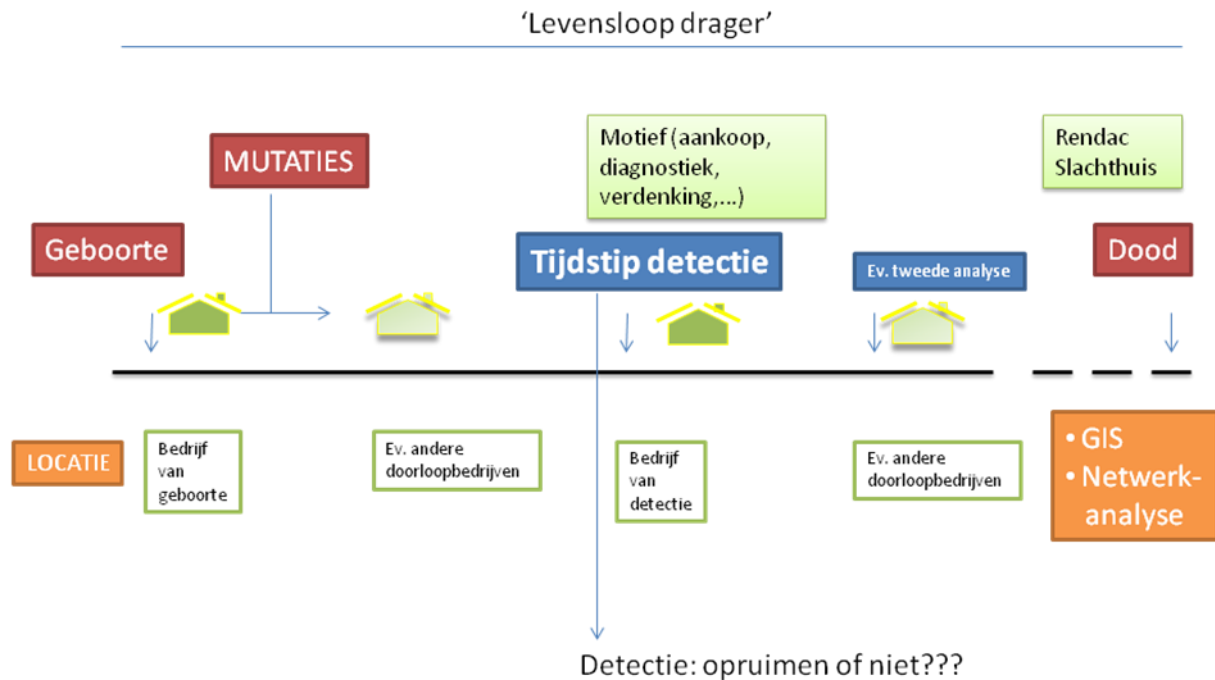 ‘Levensloop drager’
MUTATIES
Motief (aankoop,
diagnostiek,
verdenking,...)
Rendac
Slachthuis
Geboorte
Tijdstip detectie
Ev. tweede analyse
Dood
LOCATIE
Bedrijf
van
geboorte
Ev. andere
doorloopbedrijven
Bedrijf
van
detectie
Ev. andere
doorloopbedrijven
• GIS
• Netwerk-
analyse
Detectie: opruimen of niet???